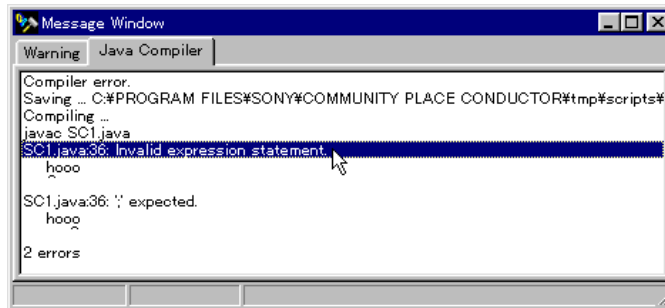 Message Window
Warning Java Compiler
Compiler error.
Saving ... C:¥PROGRAM FILES¥SONY¥COMMUNITY PLACE CONDUCTOR¥tmp¥scripts¥
Compiling ...
javac SC1.java
SC1.java:36: Invalid expression statement.
hooo
^
SC1.java:36: ';' expected.
hooo
^
2 errors